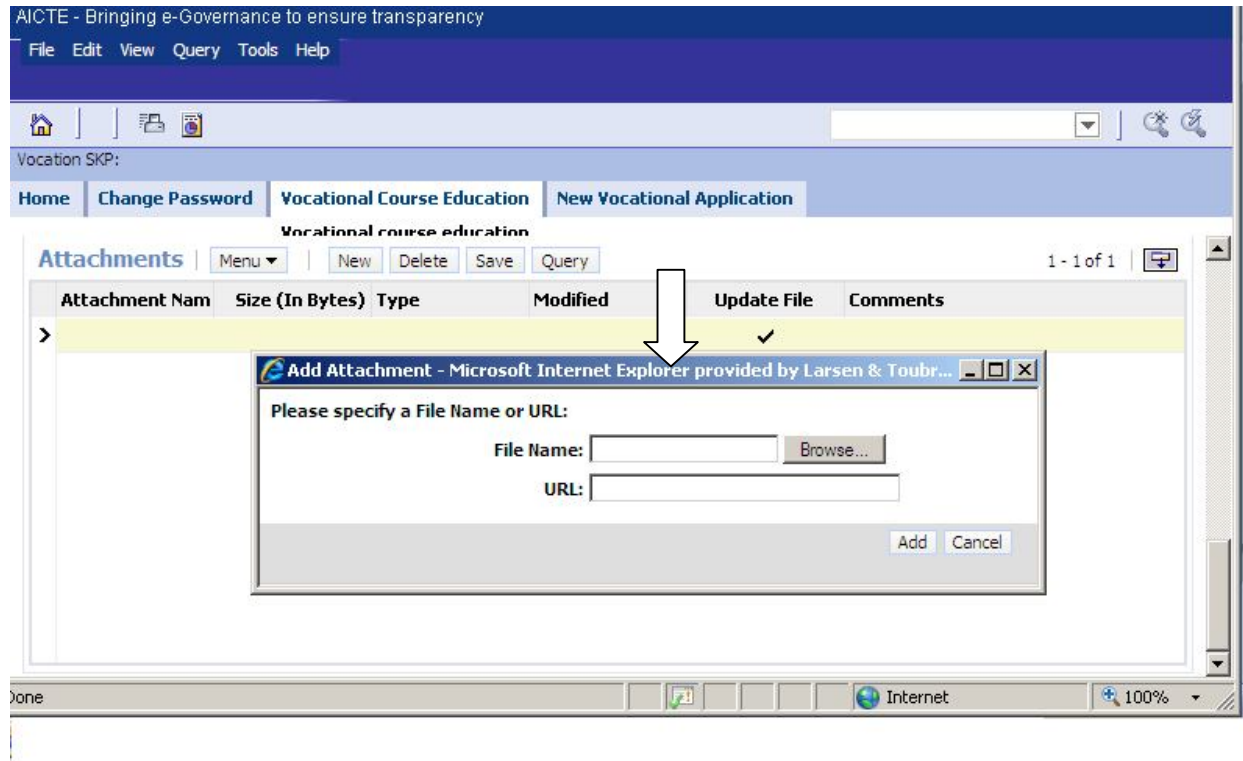 AICTE - Bringing e-Governance to ensure transparency
File Edit View Query Tools Help
Vocation SKP:
Home Change Password Vocational Course Education New Vocational Application
Vocational course education
Attachments Menu New Delete Save Query 1 - 1 of 1
Attachment Nam Size (In Bytes) Type Modified Update File Comments
Add Attachment - Microsoft Internet Explorer provided by Larsen & Toubr...
Please specify a File Name or URL:
File Name: Browse...
URL:
Add Cancel
Done Internet 100%